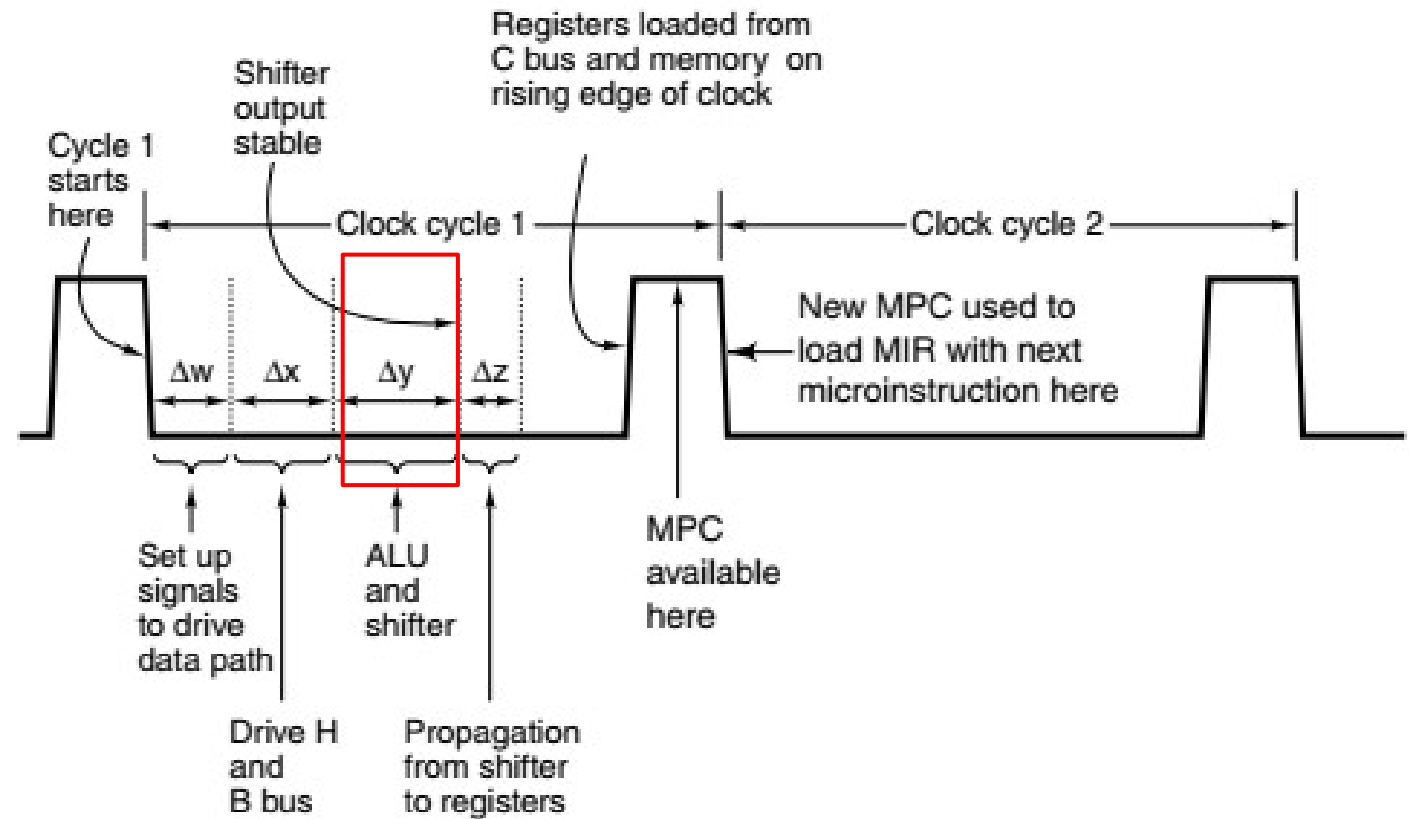 Registers loaded from
C bus and memory on
rising edge of clock
Shifter
output
stable
Cycle 1
starts
here
Clock cycle 1
Clock cycle 2
New MPC used to
load MIR with next
microinstruction here
Δw
Δx
Δy
Δz
Set up
signals
to drive
data path
ALU
and
shifter
MPC
available
here
Drive H
and
B bus
Propagation
from shifter
to registers